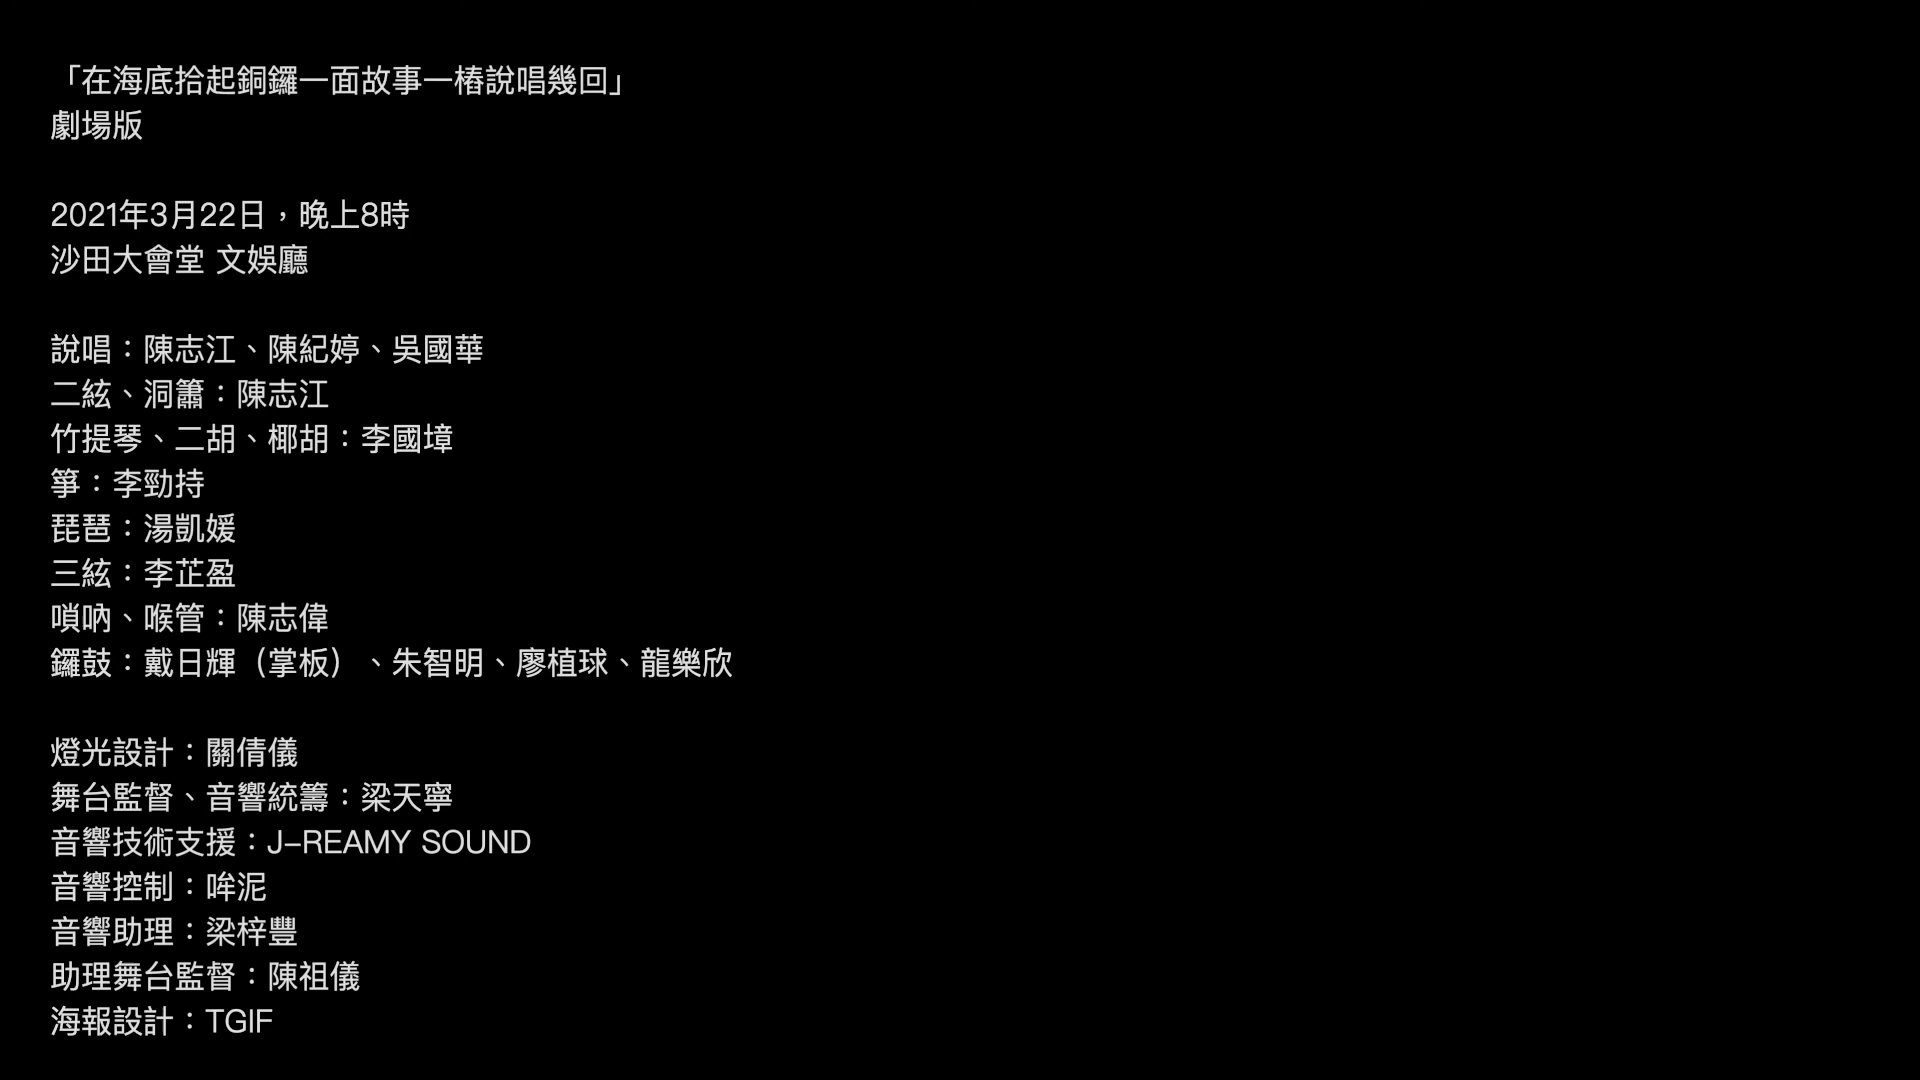 「在海底拾起銅鑼一面故事一樁說唱幾回」
劇場版
2021年3月22日，晚上8時
沙田大會堂 文娛廳
說唱：陳志江、陳紀婷、吳國華
二絃、洞簫：陳志江
竹提琴、二胡、椰胡：李國璋
箏：李勁持
琵琶：湯凱媛
三絃：李芷盈
嗩吶、喉管：陳志偉
鑼鼓：戴日輝（掌板）、朱智明、廖植球、龍樂欣
燈光設計：關倩儀
舞台監督、音響統籌：梁天寧
音響技術支援：J–REAMY SOUND
音響控制：哞泥
音響助理：梁梓豐
助理舞台監督：陳祖儀
海報設計：TGIF